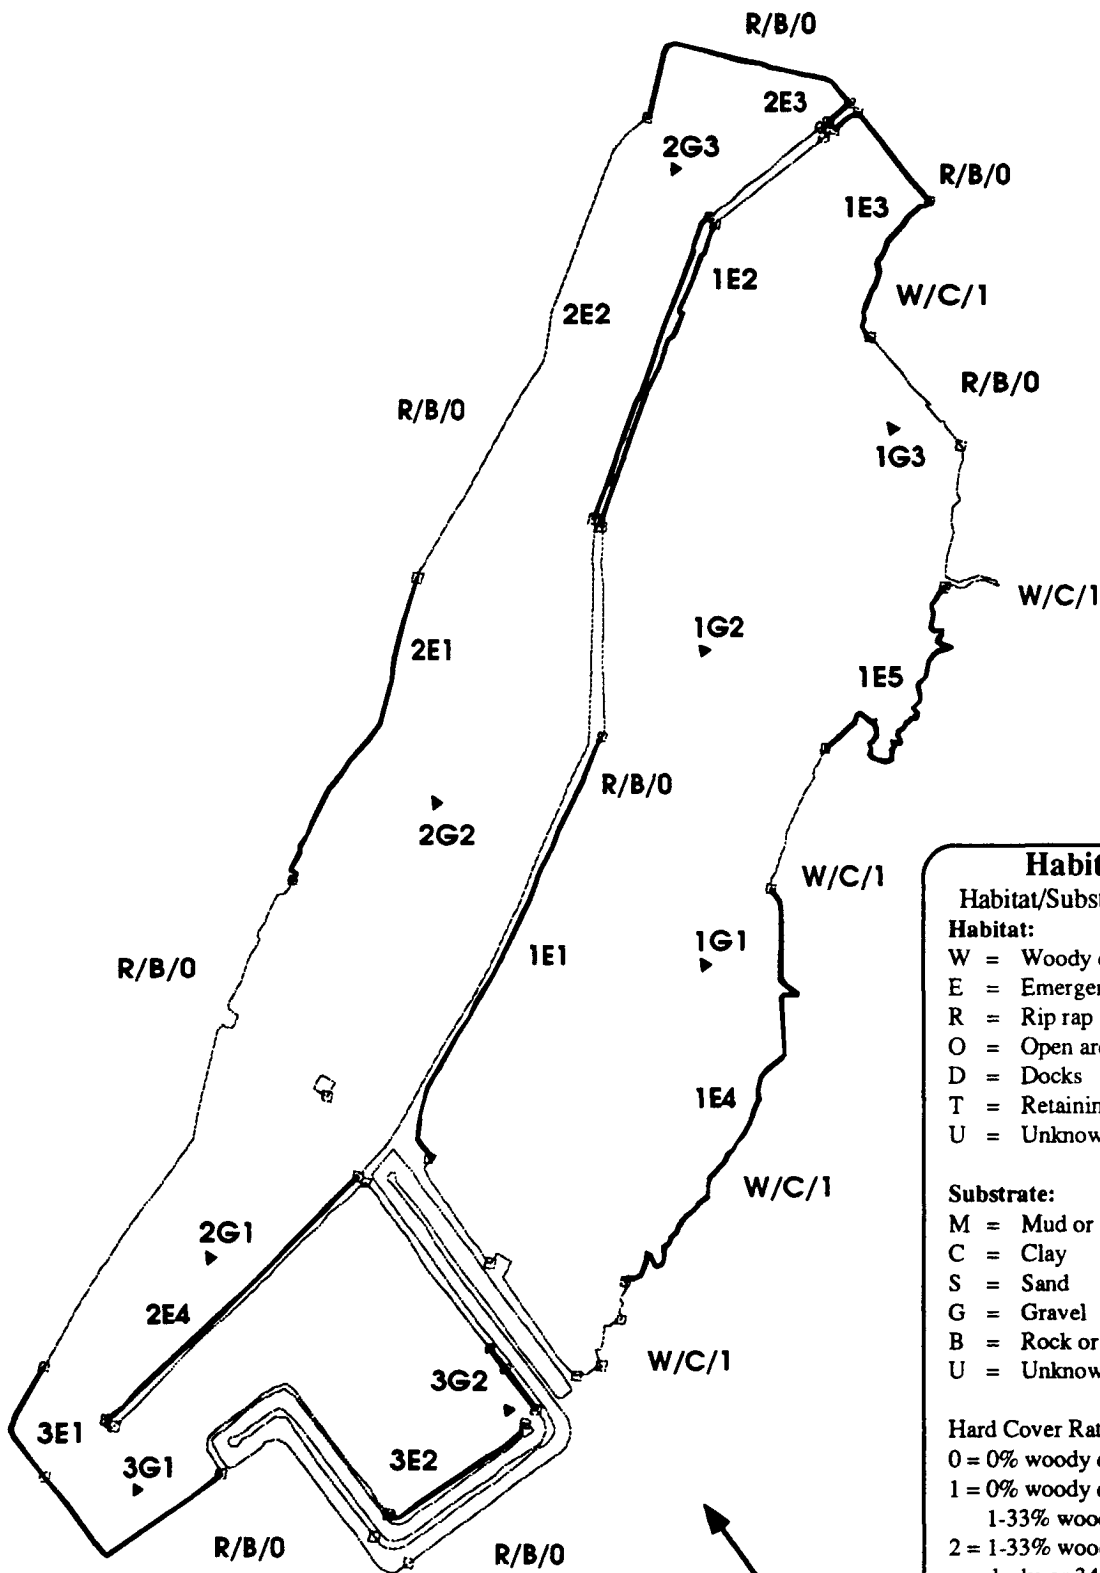 R/B/0
2E3
2G3
R/B/0
1E3
1E2
W/C/1
2E2
R/B/0
R/B/0
1G3
W/C/1
1G2
2E1
1E5
R/B/0
2G2
W/C/1
1G1
1E1
R/B/0
1E4
W/C/1
2G1
2E4
W/C/1
3G2
3E1
3E2
3G1
R/B/0
R/B/0
Habit
Habitat/Subst
Habitat:
W = Woody
E = Emerger
R = Rip rap
O = Open are
D = Docks
T = Retainin
U = Unknow
Substrate:
M = Mud or
C = Clay
S = Sand
G = Gravel
B = Rock or
U = Unknow
Hard Cover Rat
0 = 0% woody
1 = 0% woody
1-33% wood
2 = 1-33% wood